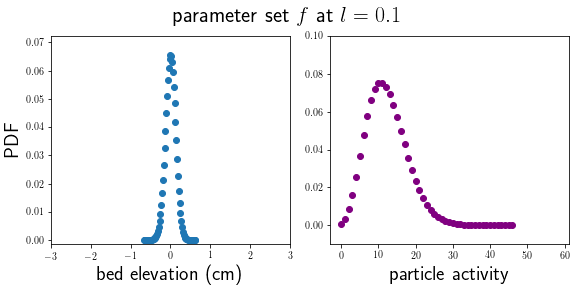 parameter set f at l = 0.1
PDF
0.07
0.06
0.05
0.04
0.03
0.02
0.01
0.00
−3 −2 −1 0 1 2 3
bed elevation (cm)
0.10
0.08
0.06
0.04
0.02
0.00
0 10 20 30 40 50 60
particle activity